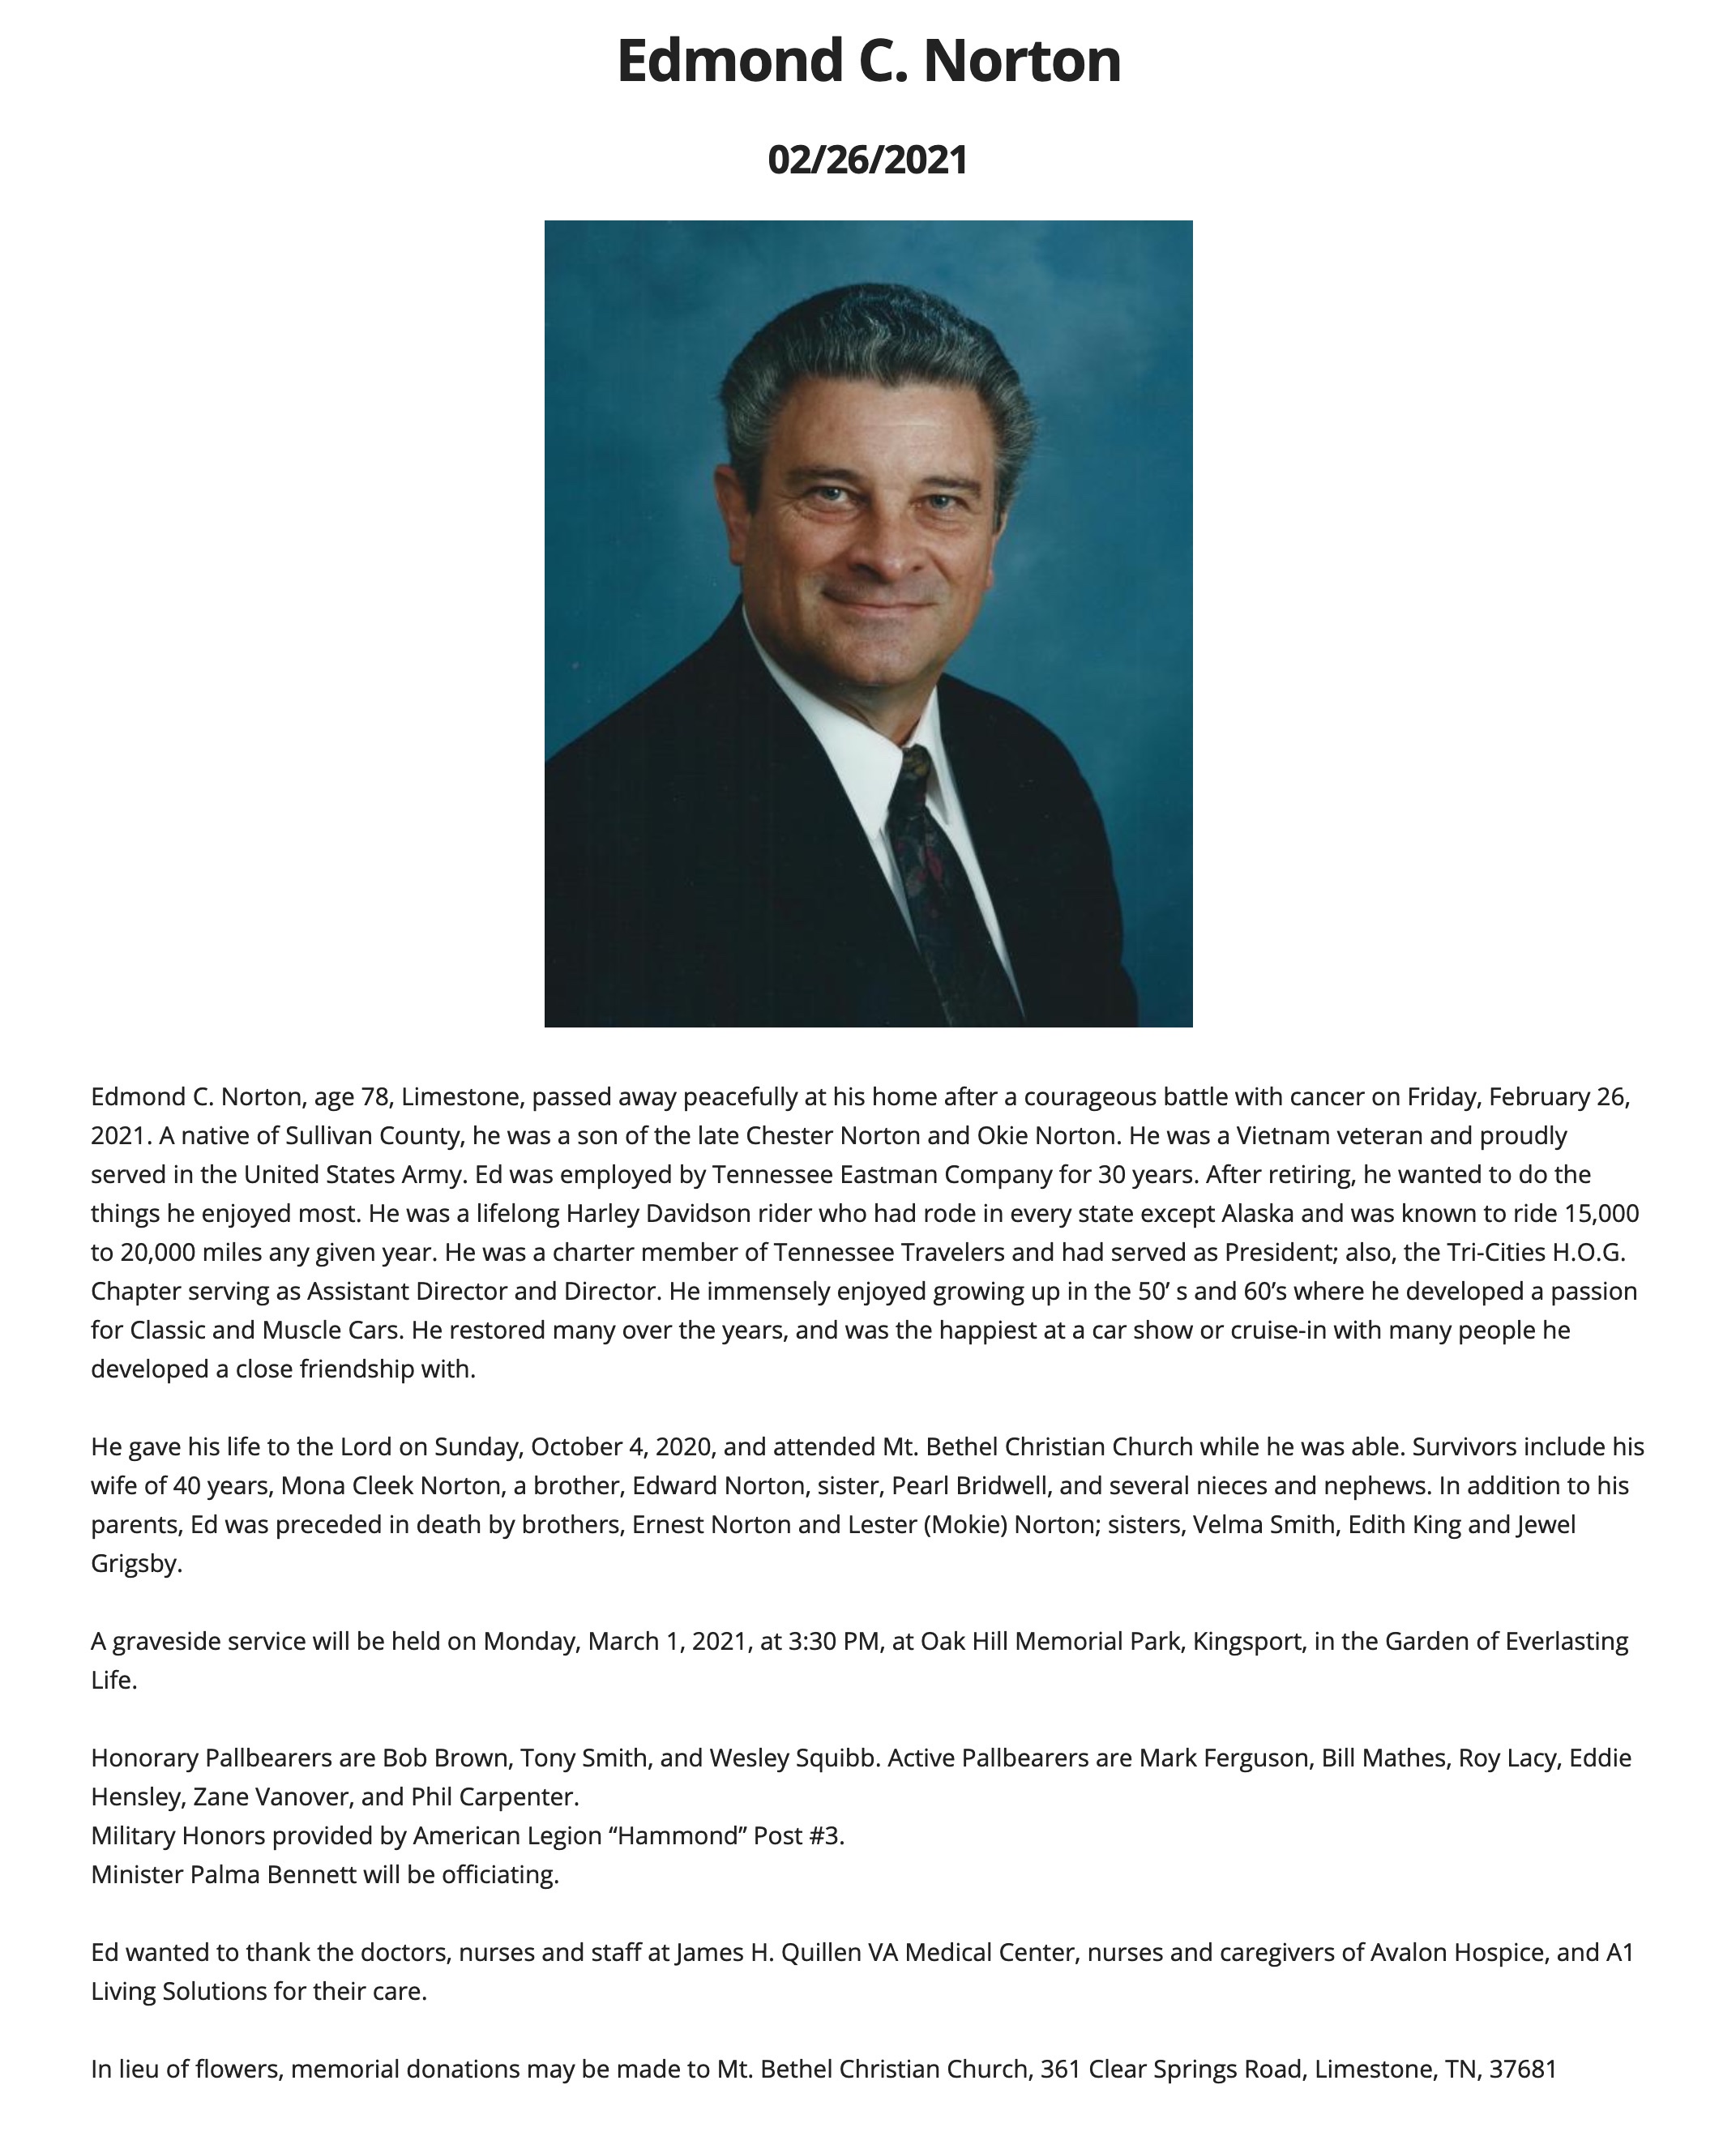 Edmond C. Norton
02/26/2021
Edmond C. Norton, age 78, Limestone, passed away peacefully at his home after a courageous battle with cancer on Friday, February 26,
2021. A native of Sullivan County, he was a son of the late Chester Norton and Okie Norton. He was a Vietnam veteran and proudly
served in the United States Army. Ed was employed by Tennessee Eastman Company for 30 years. After retiring, he wanted to do the
things he enjoyed most. He was a lifelong Harley Davidson rider who had rode in every state except Alaska and was known to ride 15,000
to 20,000 miles any given year. He was a charter member of Tennessee Travelers and had served as President; also, the Tri-Cities H.O.G.
Chapter serving as Assistant Director and Director. He immensely enjoyed growing up in the 50’ s and 60’s where he developed a passion
for Classic and Muscle Cars. He restored many over the years, and was the happiest at a car show or cruise-in with many people he
developed a close friendship with.
He gave his life to the Lord on Sunday, October 4, 2020, and attended Mt. Bethel Christian Church while he was able. Survivors include his
wife of 40 years, Mona Cleek Norton, a brother, Edward Norton, sister, Pearl Bridwell, and several nieces and nephews. In addition to his
parents, Ed was preceded in death by brothers, Ernest Norton and Lester (Mokie) Norton; sisters, Velma Smith, Edith King and Jewel
Grigsby.
A graveside service will be held on Monday, March 1, 2021, at 3:30 PM, at Oak Hill Memorial Park, Kingsport, in the Garden of Everlasting
Life.
Honorary Pallbearers are Bob Brown, Tony Smith, and Wesley Squibb. Active Pallbearers are Mark Ferguson, Bill Mathes, Roy Lacy, Eddie
Hensley, Zane Vanover, and Phil Carpenter.
Military Honors provided by American Legion “Hammond” Post #3.
Minister Palma Bennett will be officiating.
Ed wanted to thank the doctors, nurses and staff at James H. Quillen VA Medical Center, nurses and caregivers of Avalon Hospice, and A1
Living Solutions for their care.
In lieu of flowers, memorial donations may be made to Mt. Bethel Christian Church, 361 Clear Springs Road, Limestone, TN, 37681